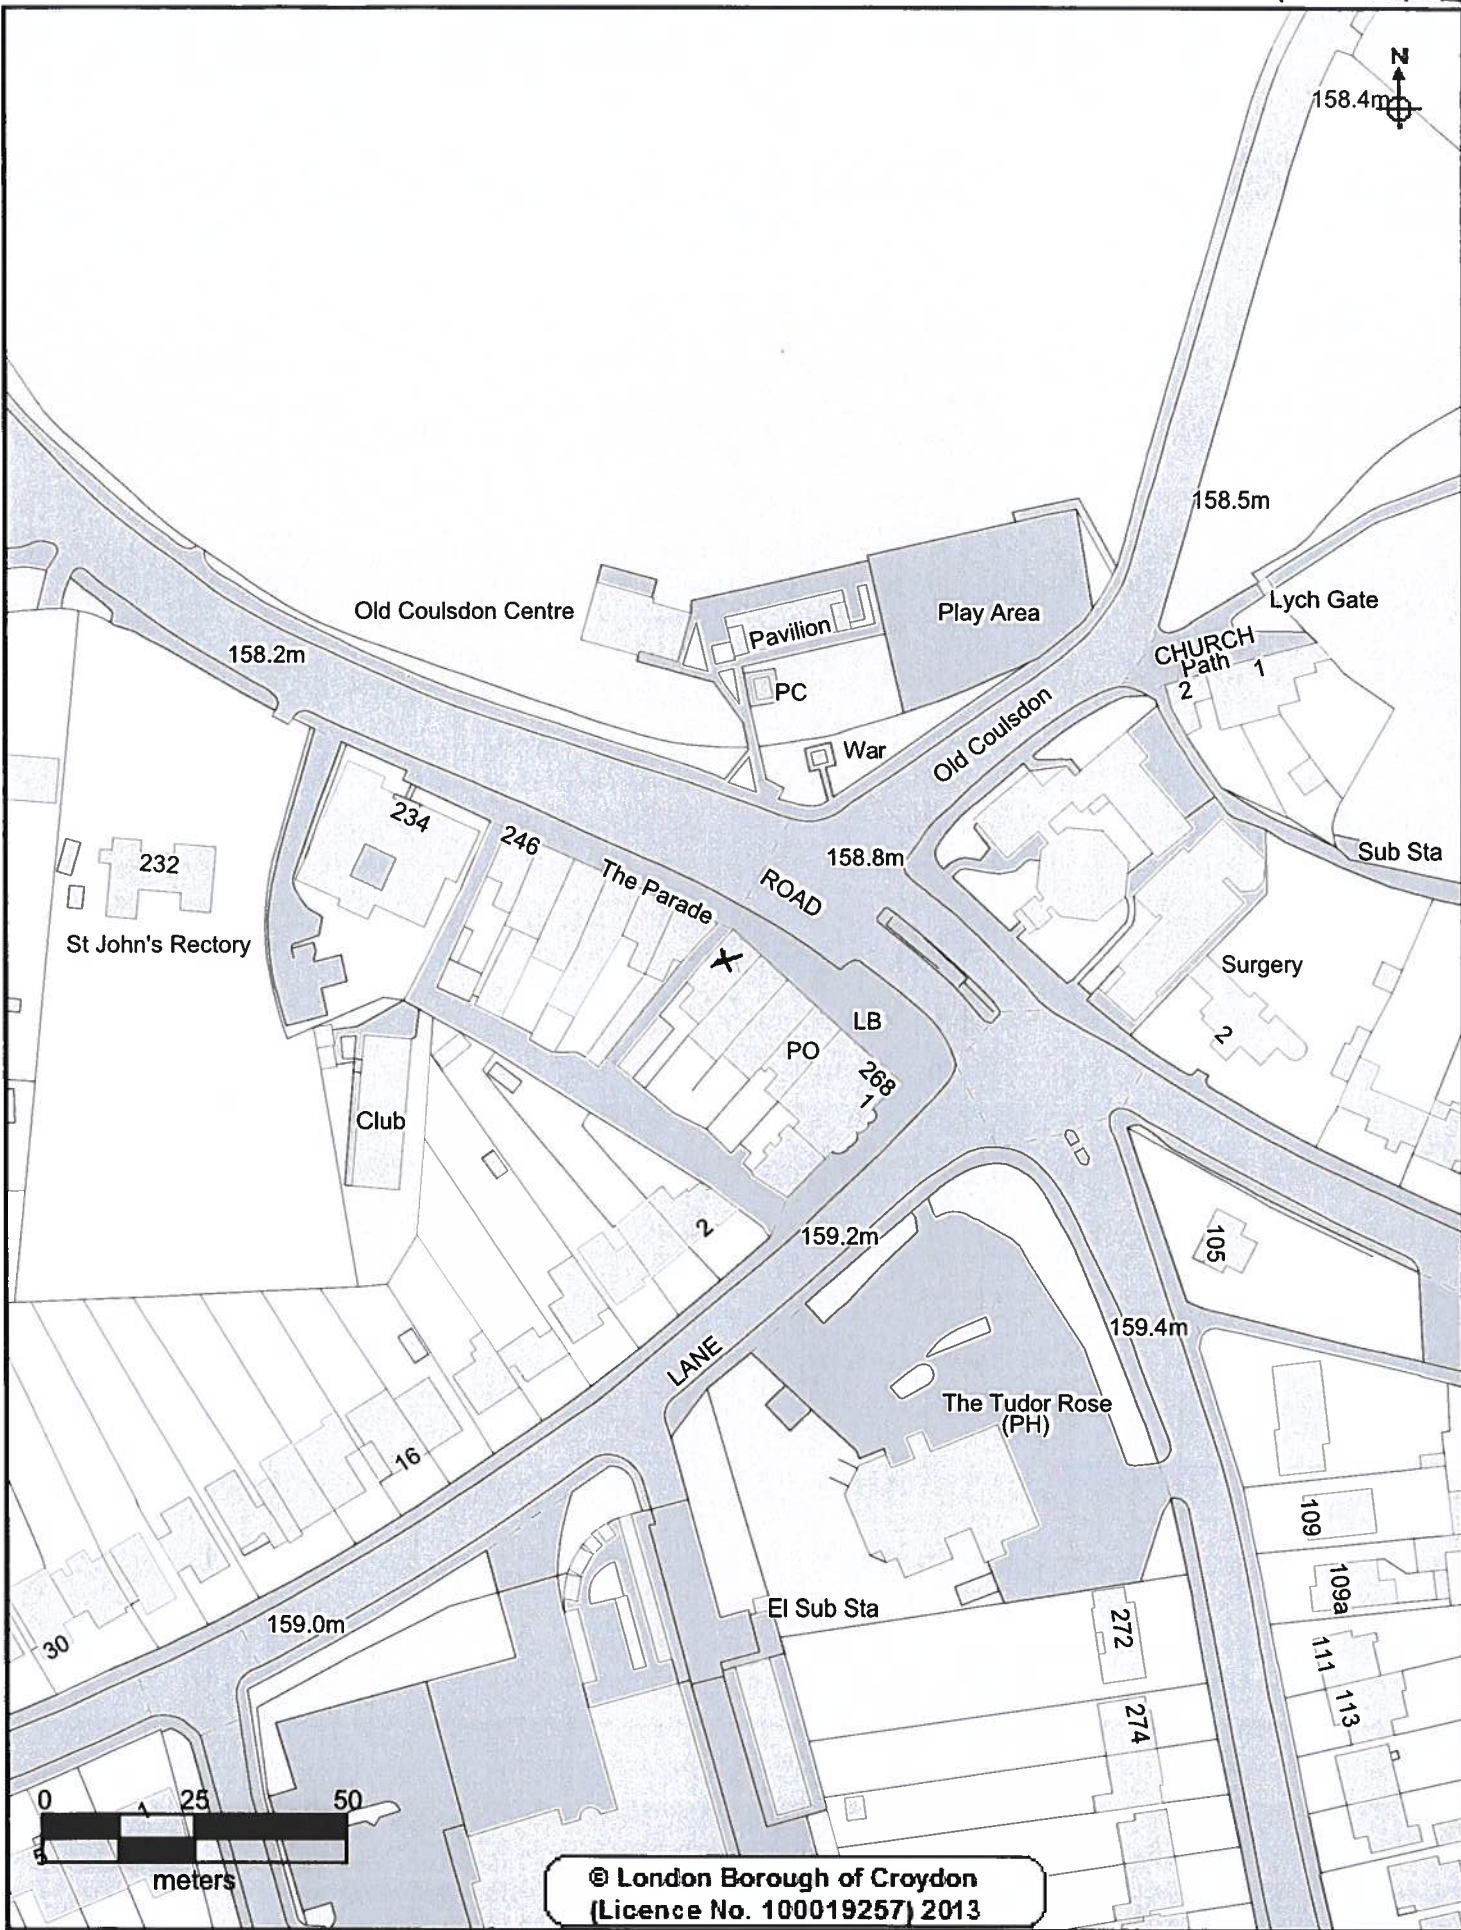 N
158.4m
158.5m
Old Coulsdon Centre
Pavilion
Play Area
Lych Gate
CHURCH
Path
1
2
158.2m
PC
War
Old Coulsdon
234
246
The Parade
ROAD
158.8m
Sub Sta
232
St John's Rectory
Surgery
2
LB
PO
268
1
Club
2
159.2m
105
159.4m
LANE
The Tudor Rose
(PH)
16
109
109a
El Sub Sta
272
111
30
159.0m
113
274
0
25
50
1
5
meters
© London Borough of Croydon
(Licence No. 100019257) 2013